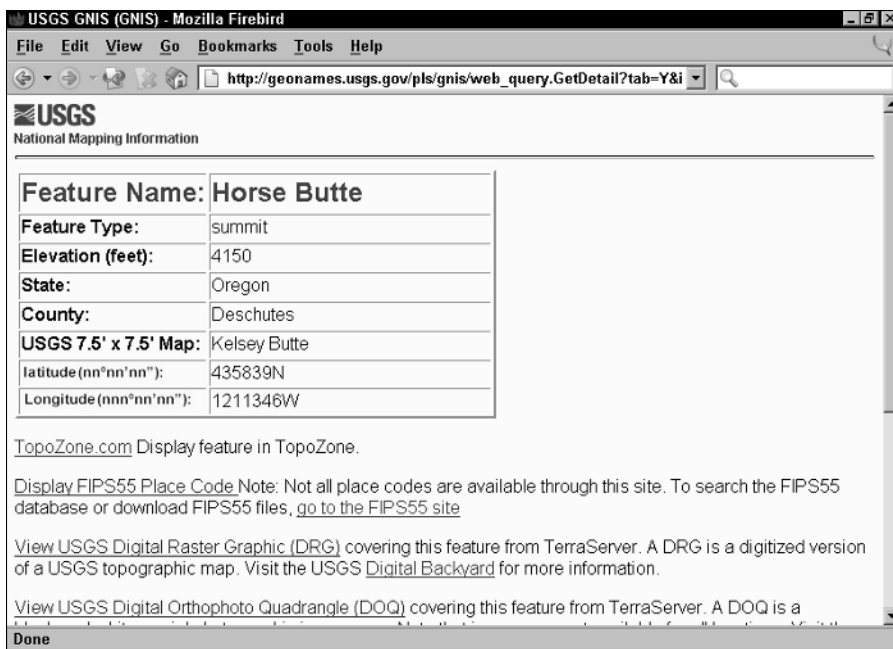 USGS GNIS (GNIS) - Mozilla Firebird
File Edit View Go Bookmarks Tools Help
http://geonames.usgs.gov/pls/gnis/web_query.GetDetail?tab=Y&i
USGS
National Mapping Information
Feature Name: Horse Butte
Feature Type: summit
Elevation (feet): 4150
State: Oregon
County: Deschutes
USGS 7.5' x 7.5' Map: Kelsey Butte
latitude(nn°nn'nn"): 435839N
Longitude(nnn°nn'nn"): 1211346W
TopoZone.com Display feature in TopoZone.
Display FIPS55 Place Code Note: Not all place codes are available through this site. To search the FIPS55
database or download FIPS55 files, go to the FIPS55 site
View USGS Digital Raster Graphic (DRG) covering this feature from TerraServer. A DRG is a digitized version
of a USGS topographic map. Visit the USGS Digital Backyard for more information.
View USGS Digital Orthophoto Quadrangle (DOQ) covering this feature from TerraServer. A DOQ is a
Done